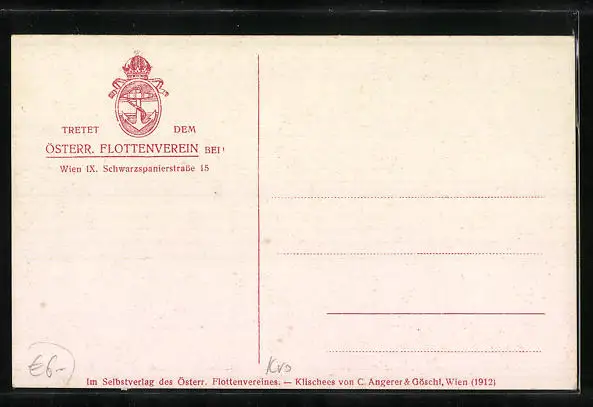 TRETET DEM
ÖSTERR. FLOTTENVEREIN BEI!
Wien IX. Schwarzspanierstraße 15
€6.-
Kvo
Im Selbstverlag des Österr. Flottenvereines. — Klischees von C. Angerer & Göschl, Wien (1912)